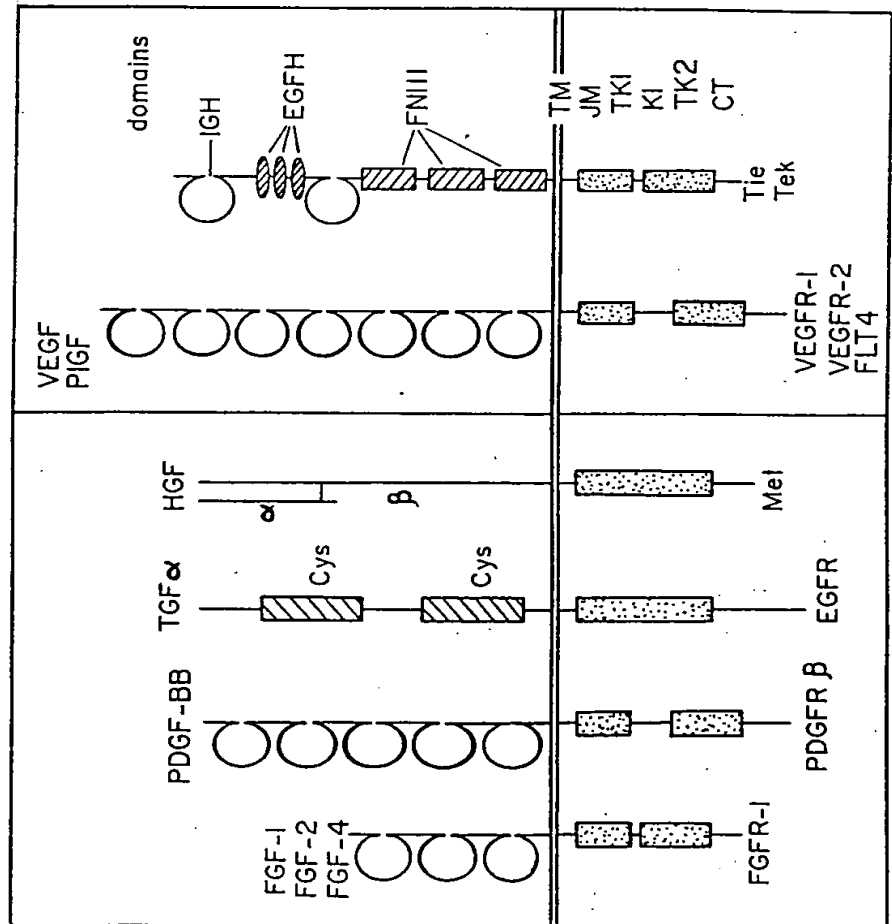 FGF-1
FGF-2
FGF-4
PDGF-BB
TGFα
HGF
VEGF
PlGF
domains
Cys
Cys
α
β
IGH
EGFH
FNIII
TM
JM
TK1
KI
TK2
CT
FGFR-1
PDGFR β
EGFR
Met
VEGFR-1
VEGFR-2
FLT4
Tie
Tek